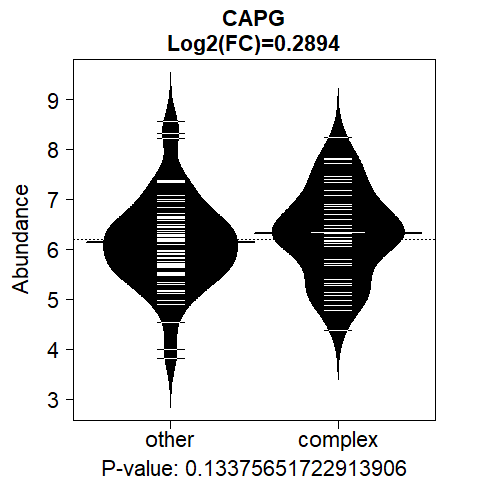 CAPG
Log2(FC)=0.2894
Abundance
9
8
7
6
5
4
3
other complex
P-value: 0.13375651722913906